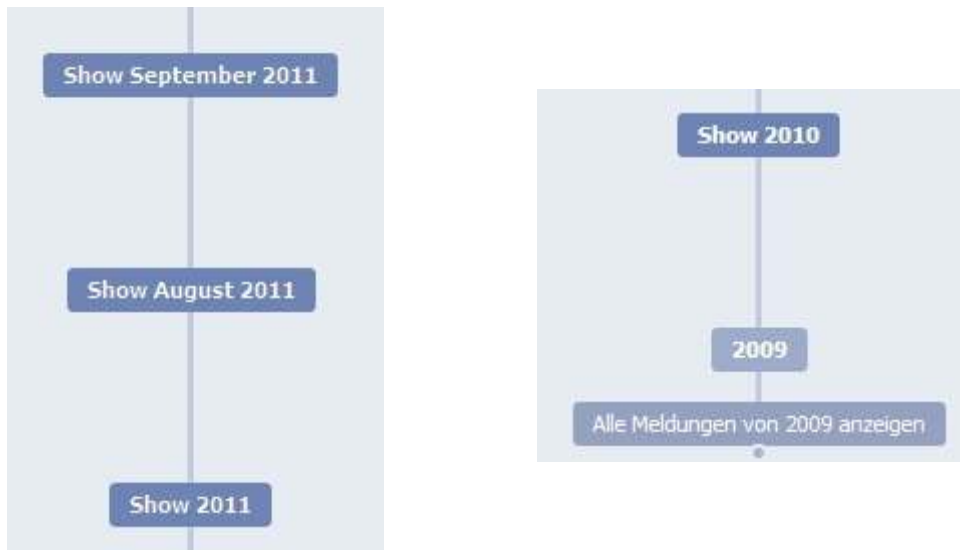 Show September 2011
Show August 2011
Show 2011
Show 2010
2009
Alle Meldungen von 2009 anzeigen